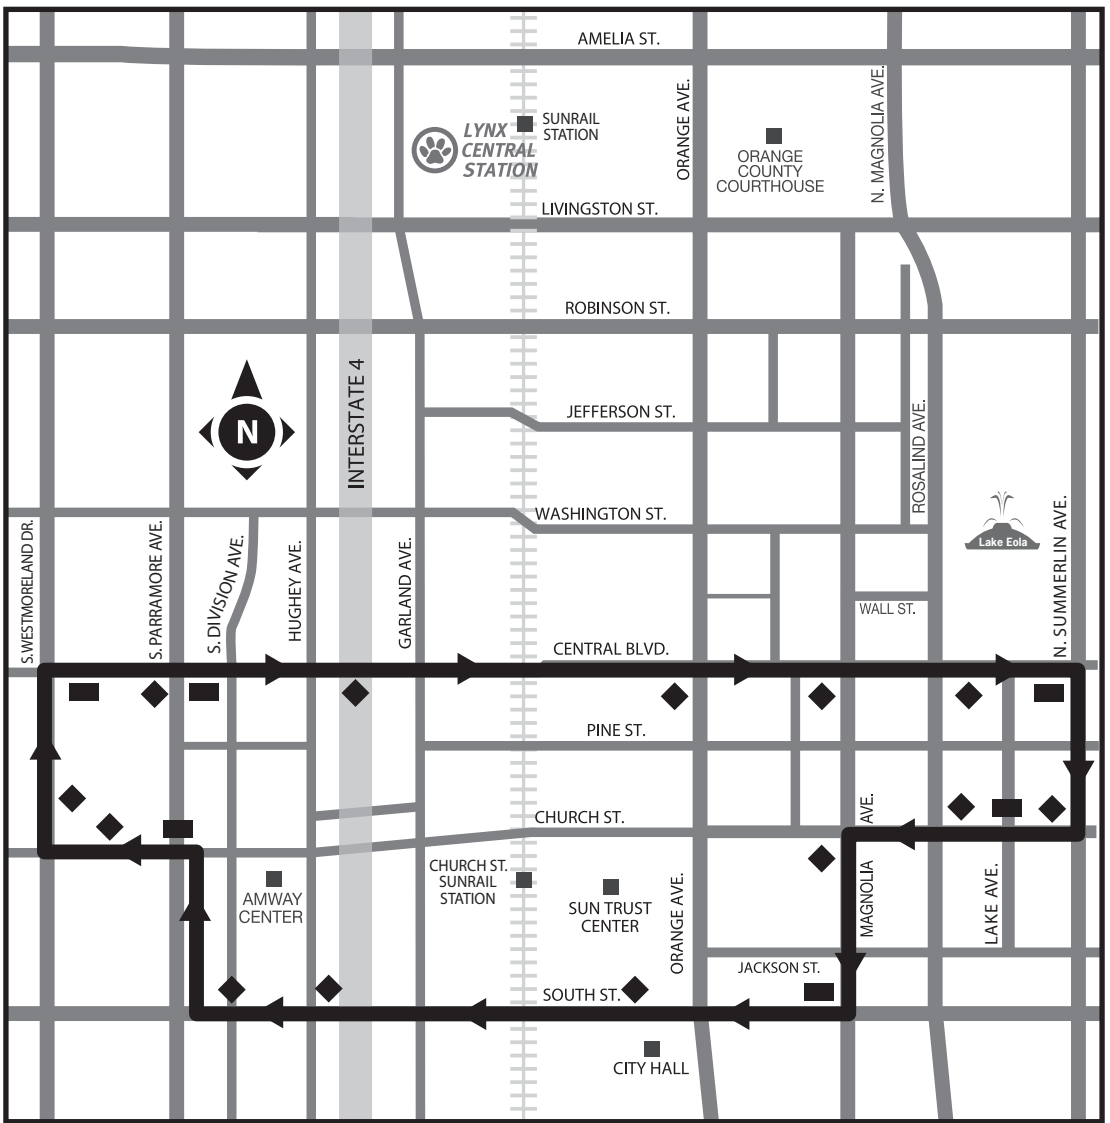 AMELIA ST.
ORANGE AVE.
N. MAGNOLIA AVE.
LYNX
CENTRAL
STATION
SUNRAIL
STATION
ORANGE
COUNTY
COURTHOUSE
LIVINGSTON ST.
ROBINSON ST.
INTERSTATE 4
N
JEFFERSON ST.
ROSALIND AVE.
WASHINGTON ST.
Lake Eola
N. SUMMERLIN AVE.
S. WESTMORELAND DR.
S. PARRAMORE AVE.
S. DIVISION AVE.
HUGHEY AVE.
GARLAND AVE.
WALL ST.
CENTRAL BLVD.
PINE ST.
CHURCH ST.
MAGNOLIA AVE.
CHURCH ST.
SUNRAIL
STATION
AMWAY
CENTER
SUN TRUST
CENTER
ORANGE AVE.
LAKE AVE.
JACKSON ST.
SOUTH ST.
CITY HALL